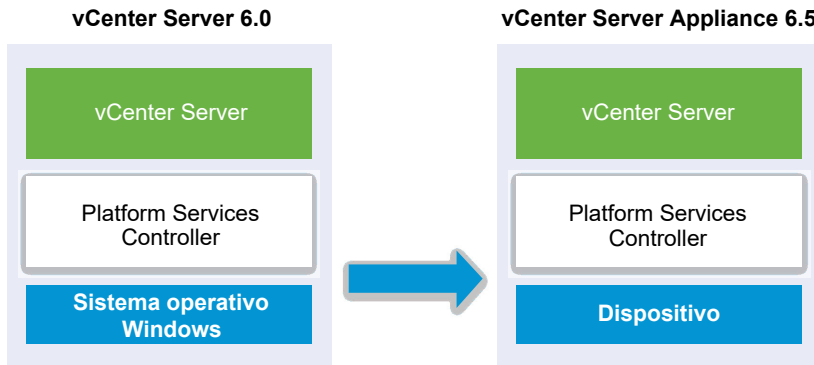 vCenter Server 6.0
vCenter Server
Platform Services
Controller
Sistema operativo
Windows
vCenter Server Appliance 6.5
vCenter Server
Platform Services
Controller
Dispositivo